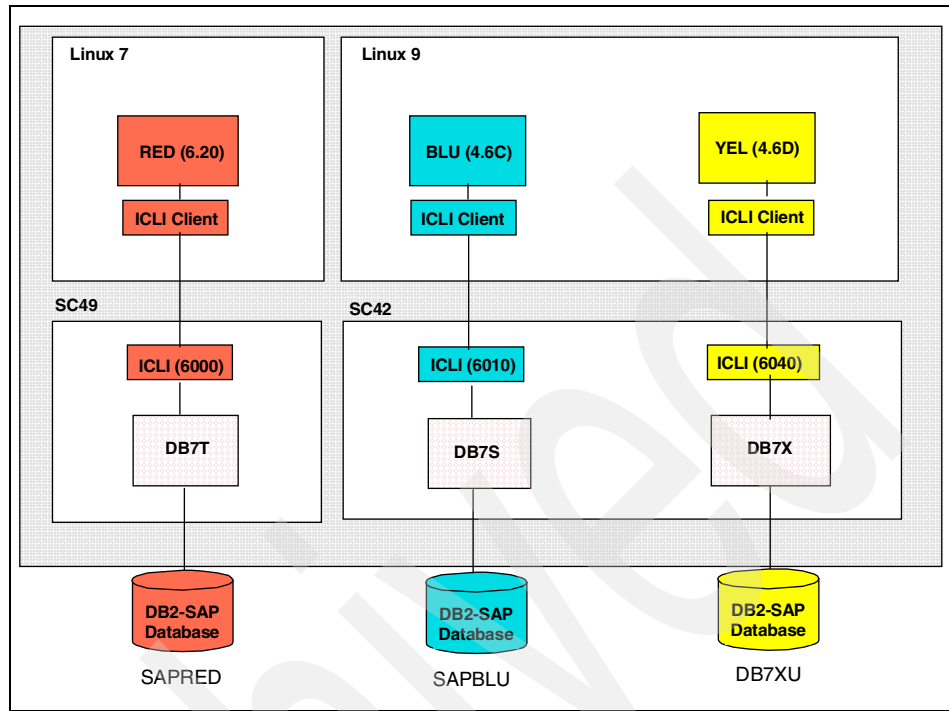 Linux 7
Linux 9
RED (6.20)
BLU (4.6C)
YEL (4.6D)
ICLI Client
ICLI Client
ICLI Client
SC49
SC42
ICLI (6000)
ICLI (6010)
ICLI (6040)
DB7T
DB7S
DB7X
DB2-SAP
Database
DB2-SAP
Database
DB2-SAP
Database
SAPRED
SAPBLU
DB7XU